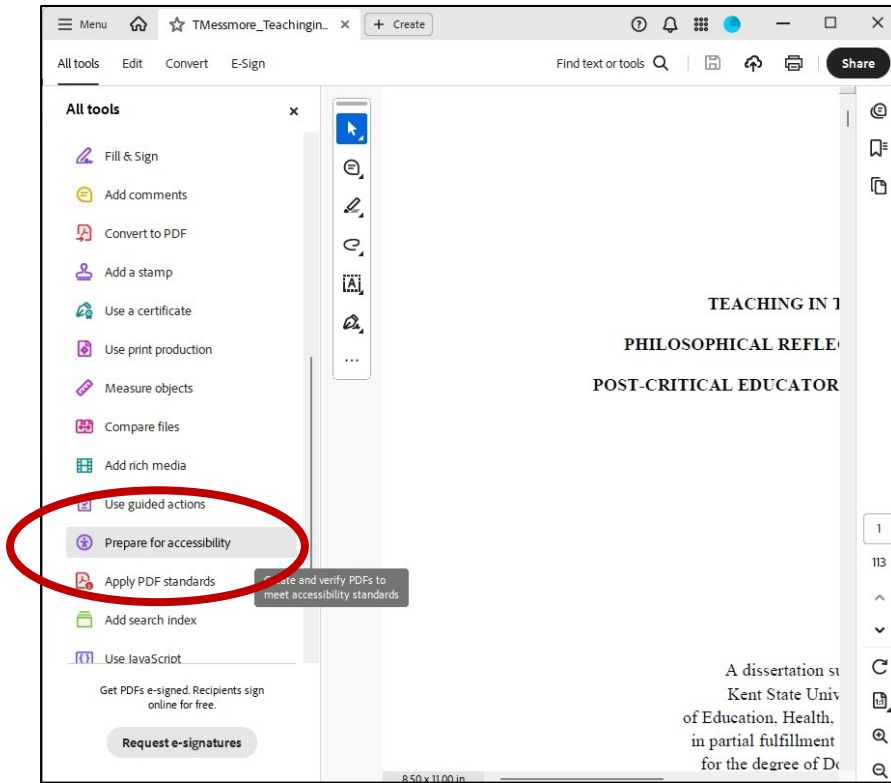 Menu
TMessmore_Teachingin...
+ Create
All tools
Edit
Convert
E-Sign
Find text or tools
Share
All tools
Fill & Sign
Add comments
Convert to PDF
Add a stamp
Use a certificate
Use print production
Measure objects
Compare files
Add rich media
Use guided actions
Prepare for accessibility
Apply PDF standards
Create and verify PDFs to
meet accessibility standards
Add search index
Use JavaScript
Get PDFs e-signed. Recipients sign
online for free.
Request e-signatures
TEACHING IN
PHILOSOPHICAL
POST-CRITICAL EDUCATOR
A dissertation
Kent State
of Education, Health,
in partial fulfillment
for the degree of
8.50 x 11.00 in
1
113